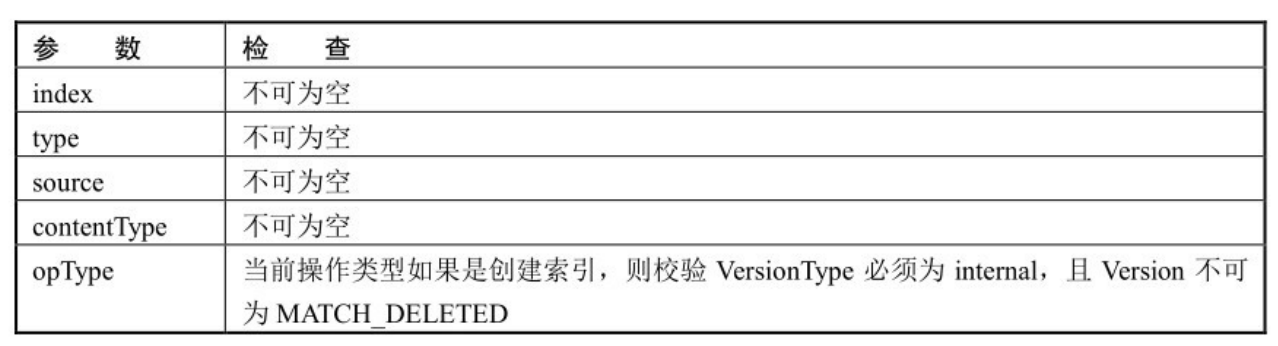 参 数 检 查
index 不可为空
type 不可为空
source 不可为空
contentType 不可为空
opType 当前操作类型如果是创建索引，则校验 VersionType 必须为 internal，且 Version 不可
为 MATCH_DELETED